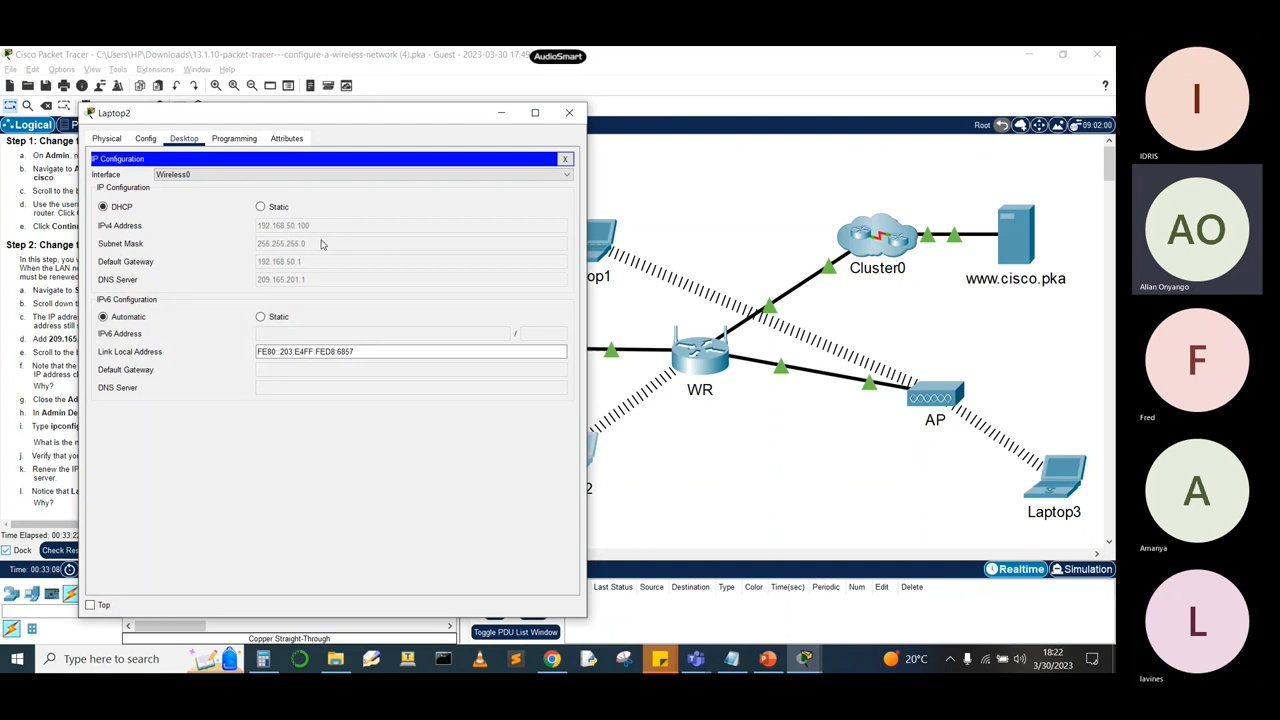 Cisco Packet Tracer - C:\Users\HP\Downloads\13.1.10-packet-tracer---configure-a-wireless-network (4).pka - Guest - 2023-03-30 17:49
AudioSmart
File Edit Options View Tools Extensions Window Help
?
Logical
Root
09:02:00
Laptop2
Physical Config Desktop Programming Attributes
IP Configuration
X
Interface
Wireless0
IP Configuration
DHCP
Static
IPv4 Address
192.168.50.100
Subnet Mask
255.255.255.0
Default Gateway
192.168.50.1
DNS Server
209.165.201.1
IPv6 Configuration
Automatic
Static
IPv6 Address
/
Link Local Address
FE80::203:E4FF:FED8:6857
Default Gateway
DNS Server
Top
Step 1: Change t
a. On Admin, n
b. Navigate to A
cisco.
c. Scroll to the b
d. Use the usern
router. Click C
e. Click Continu
Step 2: Change t
In this step, you w
When the LAN ne
must be renewed
a. Navigate to S
b. Scroll down t
c. The IP addre
address still s
d. Add 209.165.
e. Scroll to the b
f. Note that the
IP address cl
Why?
g. Close the Ad
h. In Admin De
i. Type ipconfig
What is the n
j. Verify that yo
k. Renew the IP
server.
l. Notice that La
Why?
Time Elapsed: 00:33:22
Dock
Check Res
Time: 00:33:08
Realtime
Simulation
Last Status Source Destination Type Color Time(sec) Periodic Num Edit Delete
Toggle PDU List Window
Copper Straight-Through
op1
Cluster0
www.cisco.pka
WR
AP
2
Laptop3
Type here to search
20°C
18:22
3/30/2023
I
IDRIS
AO
Allan Onyango
F
Fred
A
Amanya
L
lavines